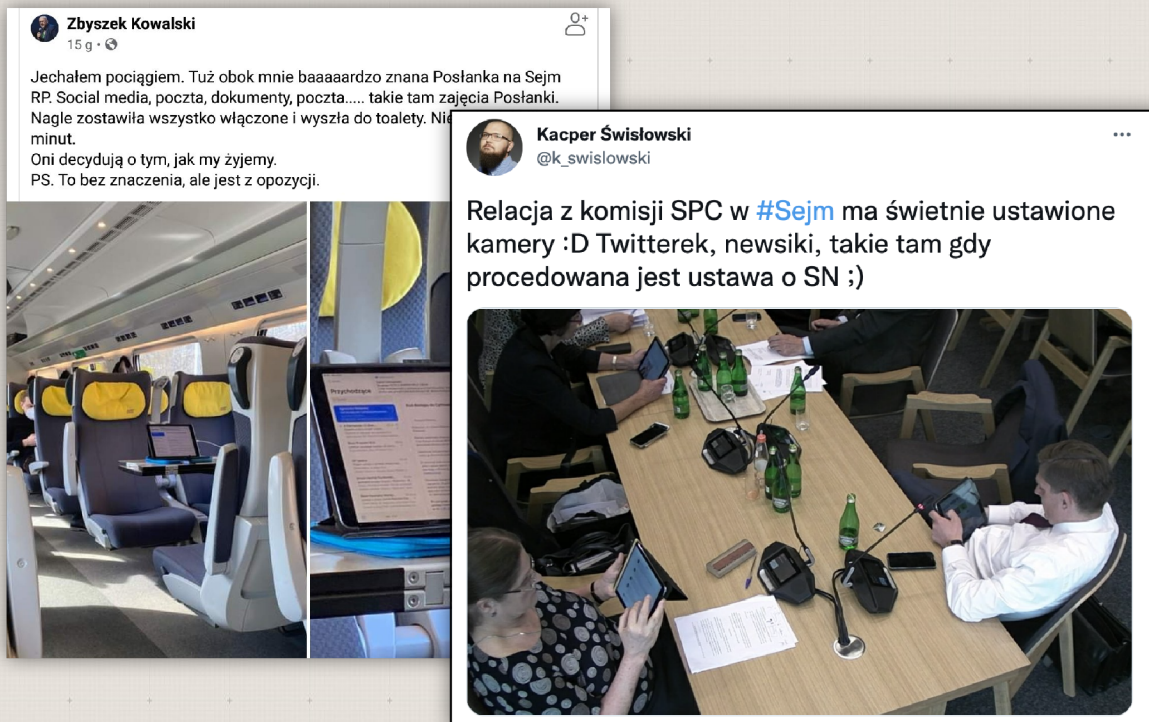 Zbyszek Kowalski
15 g
Jechałem pociągiem. Tuż obok mnie baaaaardzo znana Posłanka na Sejm
RP. Social media, poczta, dokumenty, poczta..... takie tam zajęcia Posłanki.
Nagle zostawiła wszystko włączone i wyszła do toalety. Nie
minut.
Oni decydują o tym, jak my żyjemy.
PS. To bez znaczenia, ale jest z opozycji.
Przychodzące
Kacper Świsłowski
@k_swislowski
Relacja z komisji SPC w #Sejm ma świetnie ustawione
kamery :D Twitterek, newsiki, takie tam gdy
procedowana jest ustawa o SN ;)